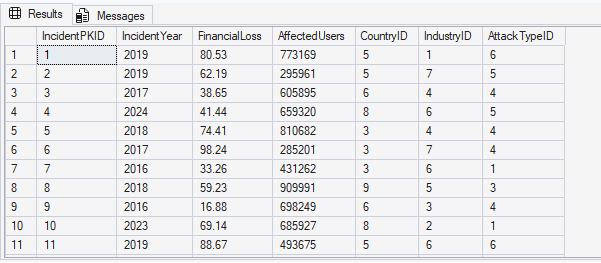 Results Messages
IncidentPKID IncidentYear FinancialLoss AffectedUsers CountryID IndustryID AttackTypeID
1 1 2019 80.53 773169 5 1 6
2 2 2019 62.19 295961 5 7 5
3 3 2017 38.65 605895 6 4 4
4 4 2024 41.44 659320 8 6 5
5 5 2018 74.41 810682 3 4 4
6 6 2017 98.24 285201 3 7 4
7 7 2016 33.26 431262 3 6 1
8 8 2018 59.23 909991 9 5 3
9 9 2016 16.88 698249 6 3 4
10 10 2023 69.14 685927 8 2 1
11 11 2019 88.67 493675 5 6 6